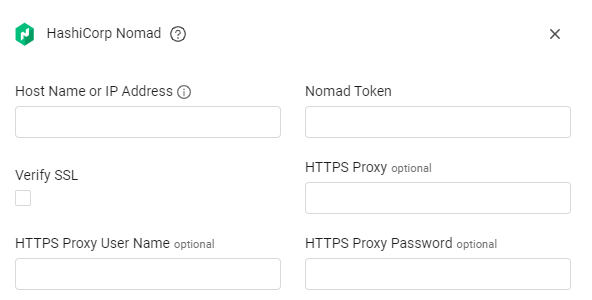 HashiCorp Nomad
Host Name or IP Address
Nomad Token
Verify SSL
HTTPS Proxy optional
HTTPS Proxy User Name optional
HTTPS Proxy Password optional